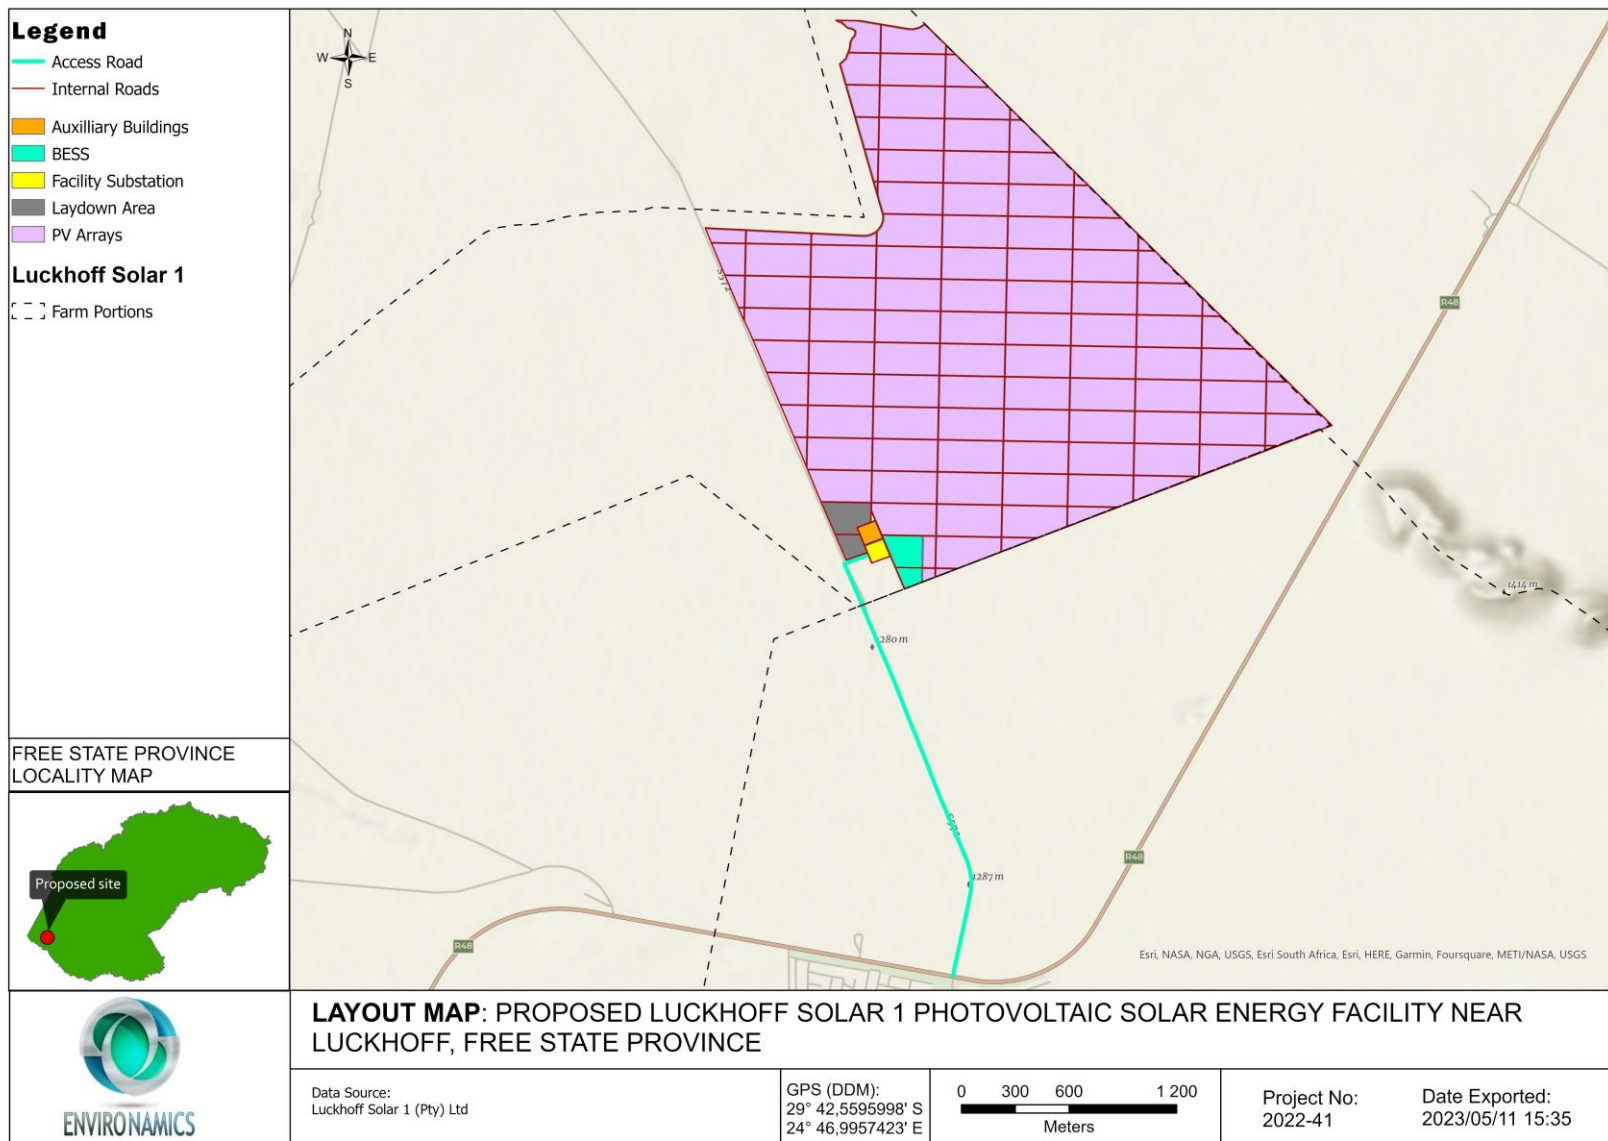 Legend
Access Road
Internal Roads
Auxilliary Buildings
BESS
Facility Substation
Laydown Area
PV Arrays
Luckhoff Solar 1
Farm Portions
N
W E
S
S572
R48
1414 m
1280 m
S572
1287 m
R48
R48
Esri, NASA, NGA, USGS, Esri South Africa, Esri, HERE, Garmin, Foursquare, METI/NASA, USGS
FREE STATE PROVINCE
LOCALITY MAP
Proposed site
ENVIRONAMICS
LAYOUT MAP: PROPOSED LUCKHOFF SOLAR 1 PHOTOVOLTAIC SOLAR ENERGY FACILITY NEAR
LUCKHOFF, FREE STATE PROVINCE
Data Source:
Luckhoff Solar 1 (Pty) Ltd
GPS (DDM):
29° 42,5595998' S
24° 46,9957423' E
0 300 600 1 200
Meters
Project No:
2022-41
Date Exported:
2023/05/11 15:35